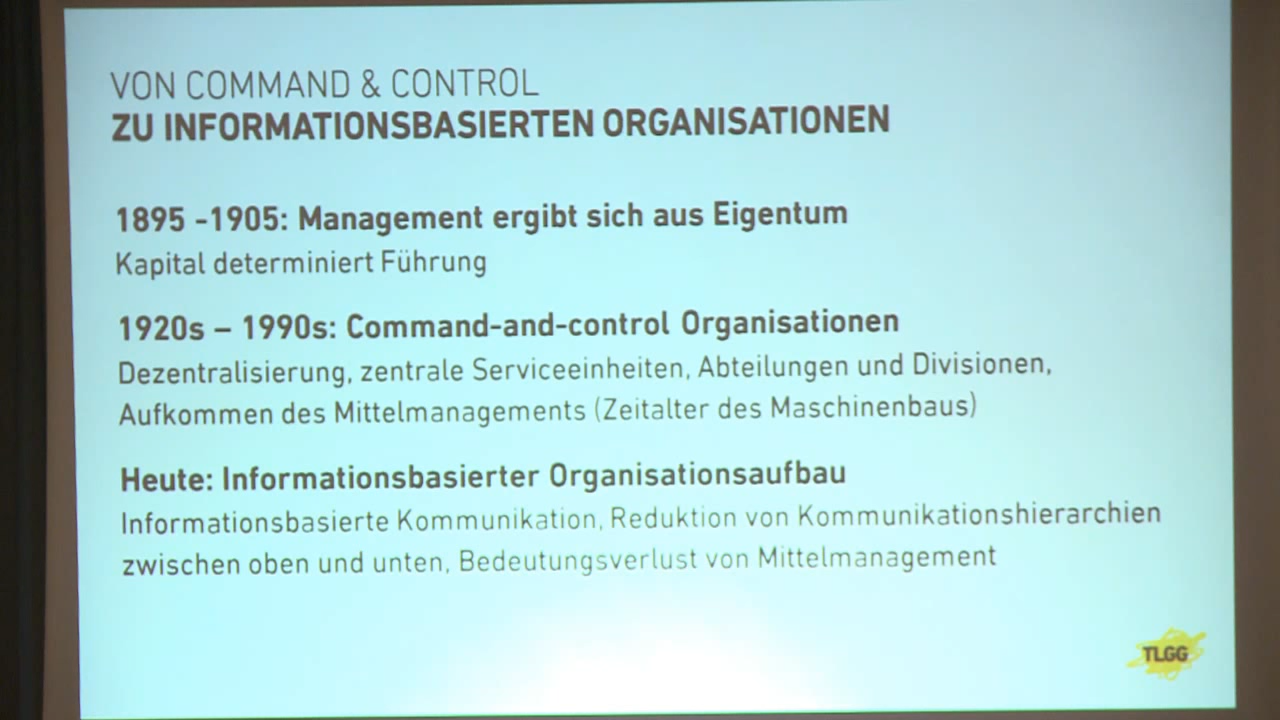 VON COMMAND & CONTROL
ZU INFORMATIONSBASIERTEN ORGANISATIONEN
1895 -1905: Management ergibt sich aus Eigentum
Kapital determiniert Führung
1920s – 1990s: Command-and-control Organisationen
Dezentralisierung, zentrale Serviceeinheiten, Abteilungen und Divisionen,
Aufkommen des Mittelmanagements (Zeitalter des Maschinenbaus)
Heute: Informationsbasierter Organisationsaufbau
Informationsbasierte Kommunikation, Reduktion von Kommunikationshierarchien
zwischen oben und unten, Bedeutungsverlust von Mittelmanagement
TLGG